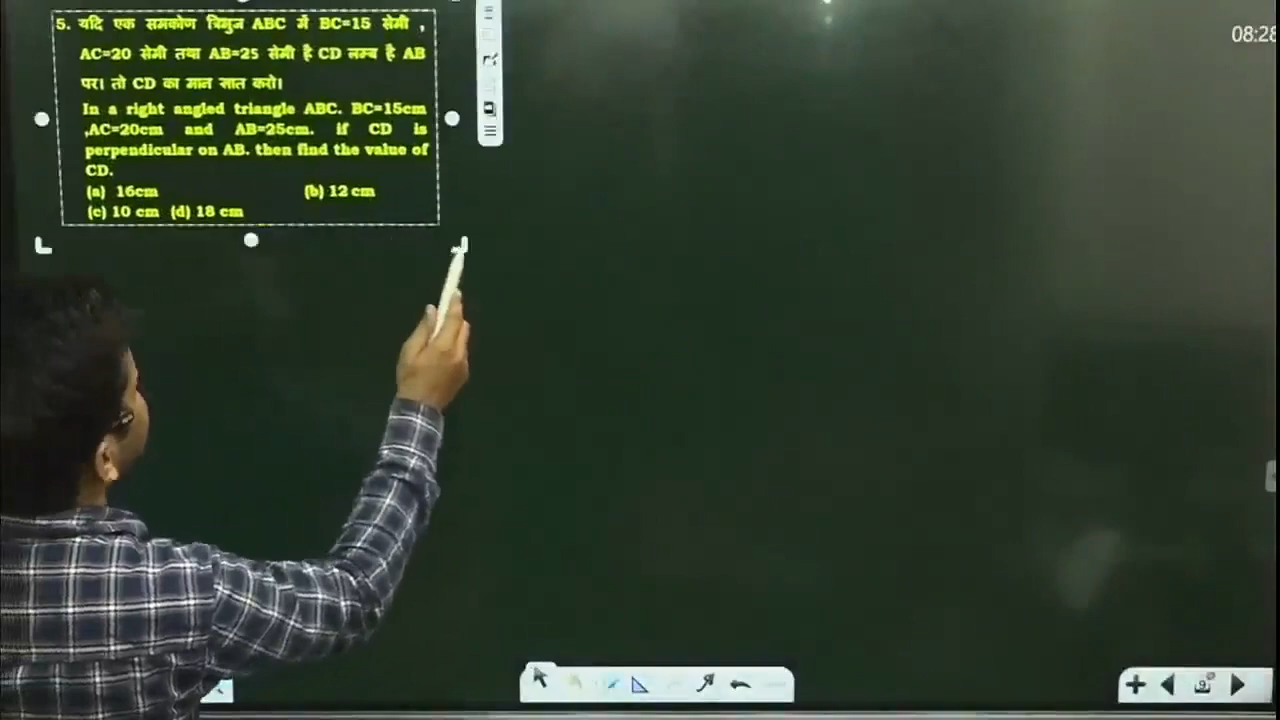 5. यदि एक समकोण त्रिभुज ABC में BC=15 सेमी ,
AC=20 सेमी तथा AB=25 सेमी है CD लम्ब है AB
पर। तो CD का मान ज्ञात करो।
In a right angled triangle ABC. BC=15cm
,AC=20cm and AB=25cm. if CD is
perpendicular on AB. then find the value of
CD.
(a) 16cm (b) 12 cm
(c) 10 cm (d) 18 cm
08:28